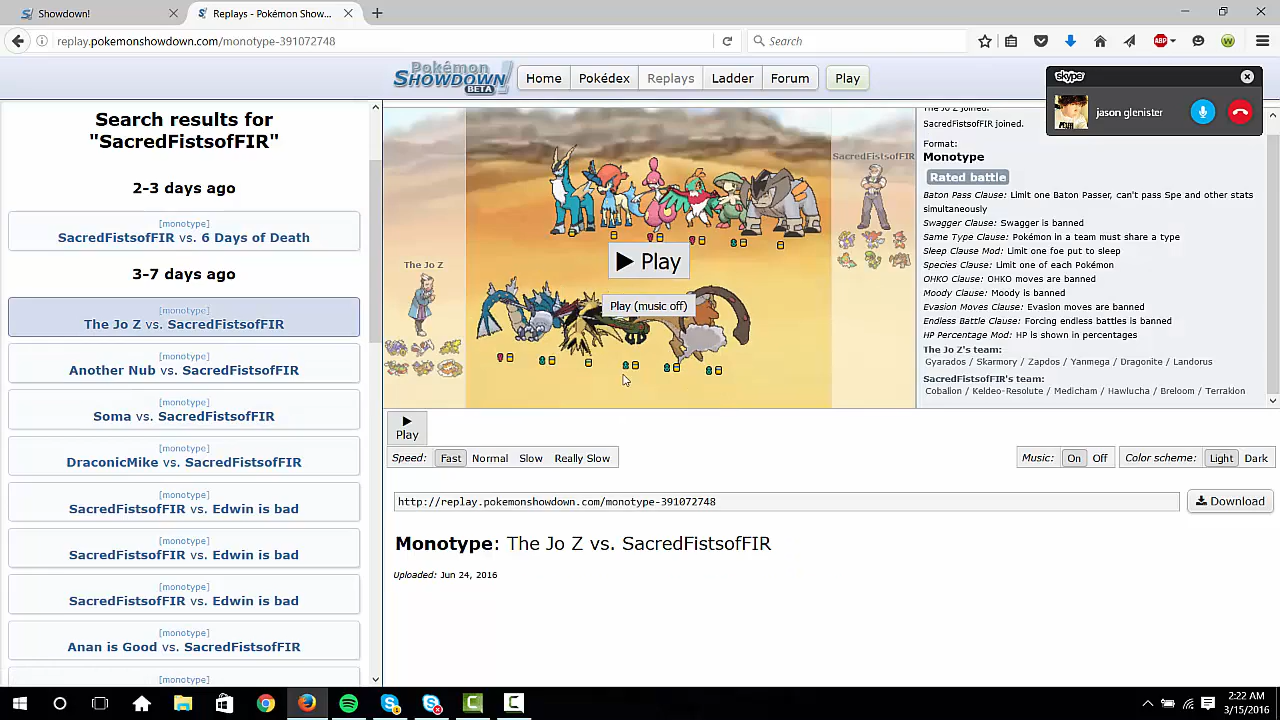 Showdown!
Replays - Pokémon Show...
replay.pokemonshowdown.com/monotype-391072748
Search
ABP
Pokémon
SHOWDOWN!
BETA
Home
Pokédex
Replays
Ladder
Forum
Play
skype
jason glenister
Search results for
"SacredFistsofFIR"
2-3 days ago
[monotype]
SacredFistsofFIR vs. 6 Days of Death
3-7 days ago
[monotype]
The Jo Z vs. SacredFistsofFIR
[monotype]
Another Nub vs. SacredFistsofFIR
[monotype]
Soma vs. SacredFistsofFIR
[monotype]
DraconicMike vs. SacredFistsofFIR
[monotype]
SacredFistsofFIR vs. Edwin is bad
[monotype]
SacredFistsofFIR vs. Edwin is bad
[monotype]
SacredFistsofFIR vs. Edwin is bad
[monotype]
Anan is Good vs. SacredFistsofFIR
[monotype]
SacredFistsofFIR
The Jo Z
Play
Play (music off)
The Jo Z joined.
SacredFistsofFIR joined.
Format:
Monotype
Rated battle
Baton Pass Clause: Limit one Baton Passer, can't pass Spe and other stats
simultaneously
Swagger Clause: Swagger is banned
Same Type Clause: Pokémon in a team must share a type
Sleep Clause Mod: Limit one foe put to sleep
Species Clause: Limit one of each Pokémon
OHKO Clause: OHKO moves are banned
Moody Clause: Moody is banned
Evasion Moves Clause: Evasion moves are banned
Endless Battle Clause: Forcing endless battles is banned
HP Percentage Mod: HP is shown in percentages
The Jo Z's team:
Gyarados / Skarmory / Zapdos / Yanmega / Dragonite / Landorus
SacredFistsofFIR's team:
Cobalion / Keldeo-Resolute / Medicham / Hawlucha / Breloom / Terrakion
Play
Speed: Fast Normal Slow Really Slow
Music: On Off
Color scheme: Light Dark
http://replay.pokemonshowdown.com/monotype-391072748
Download
Monotype: The Jo Z vs. SacredFistsofFIR
Uploaded: Jun 24, 2016
2:22 AM
3/15/2016